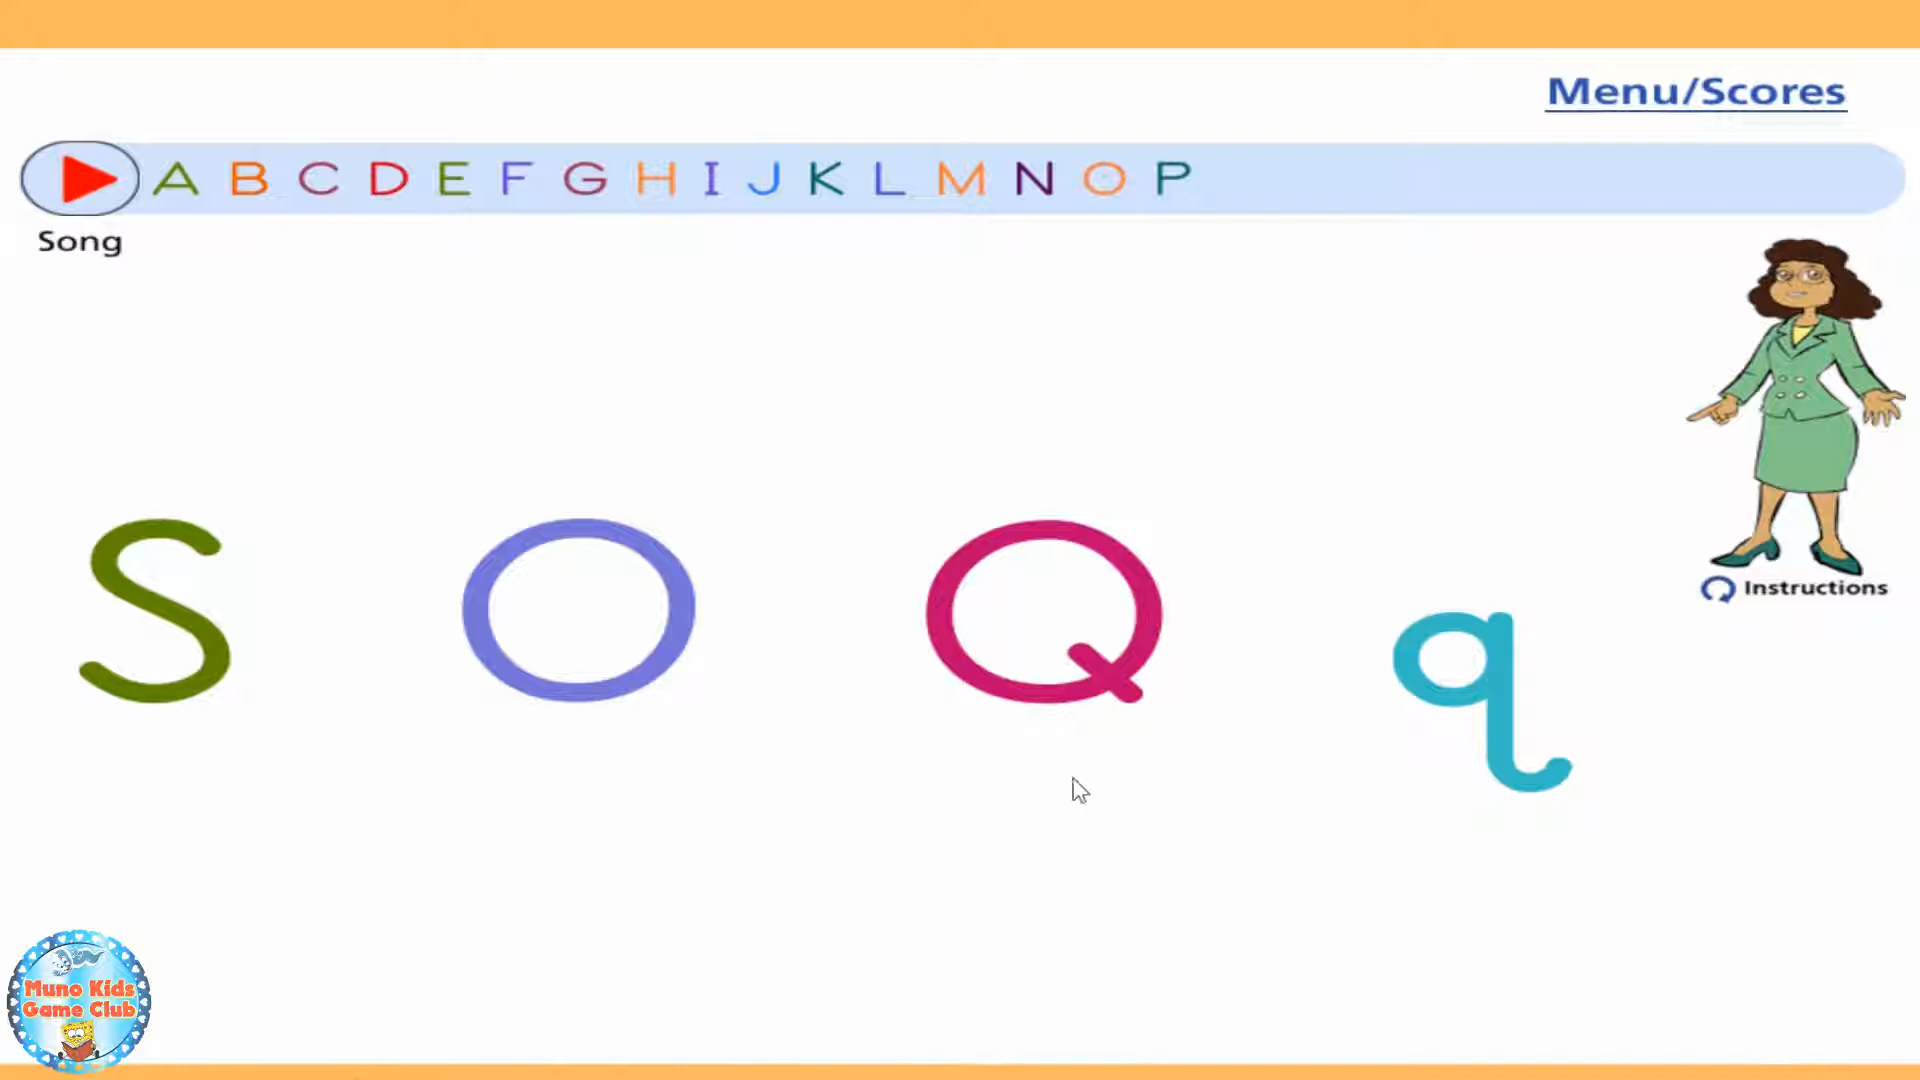 Menu/Scores
A B C D E F G H I J K L M N O P
Song
S O Q q
Instructions
Muno Kids
Game Club